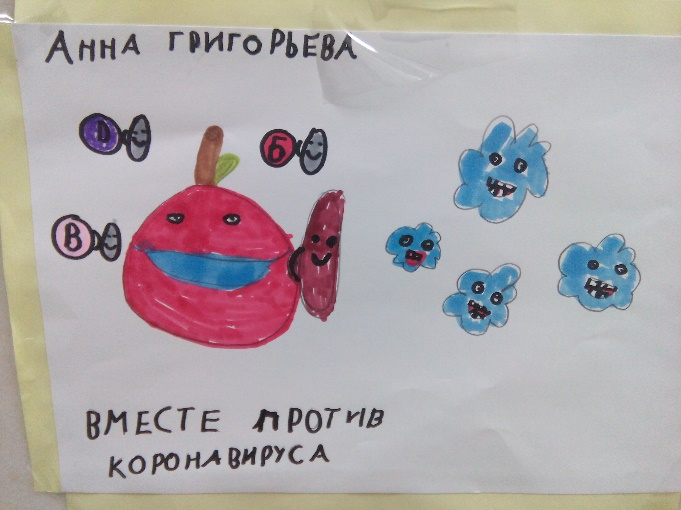 Анна ГРИГОРЬЕВА
D
Б
В
ВМЕСТЕ ПРОТИВ
КОРОНАВИРУСА